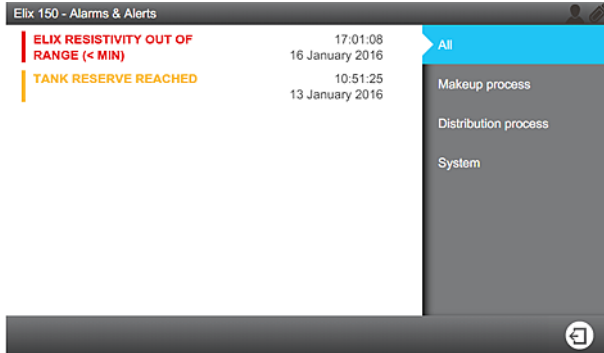 Elix 150 - Alarms & Alerts
ELIX RESISTIVITY OUT OF
RANGE (< MIN)
17:01:08
16 January 2016
TANK RESERVE REACHED
10:51:25
13 January 2016
All
Makeup process
Distribution process
System